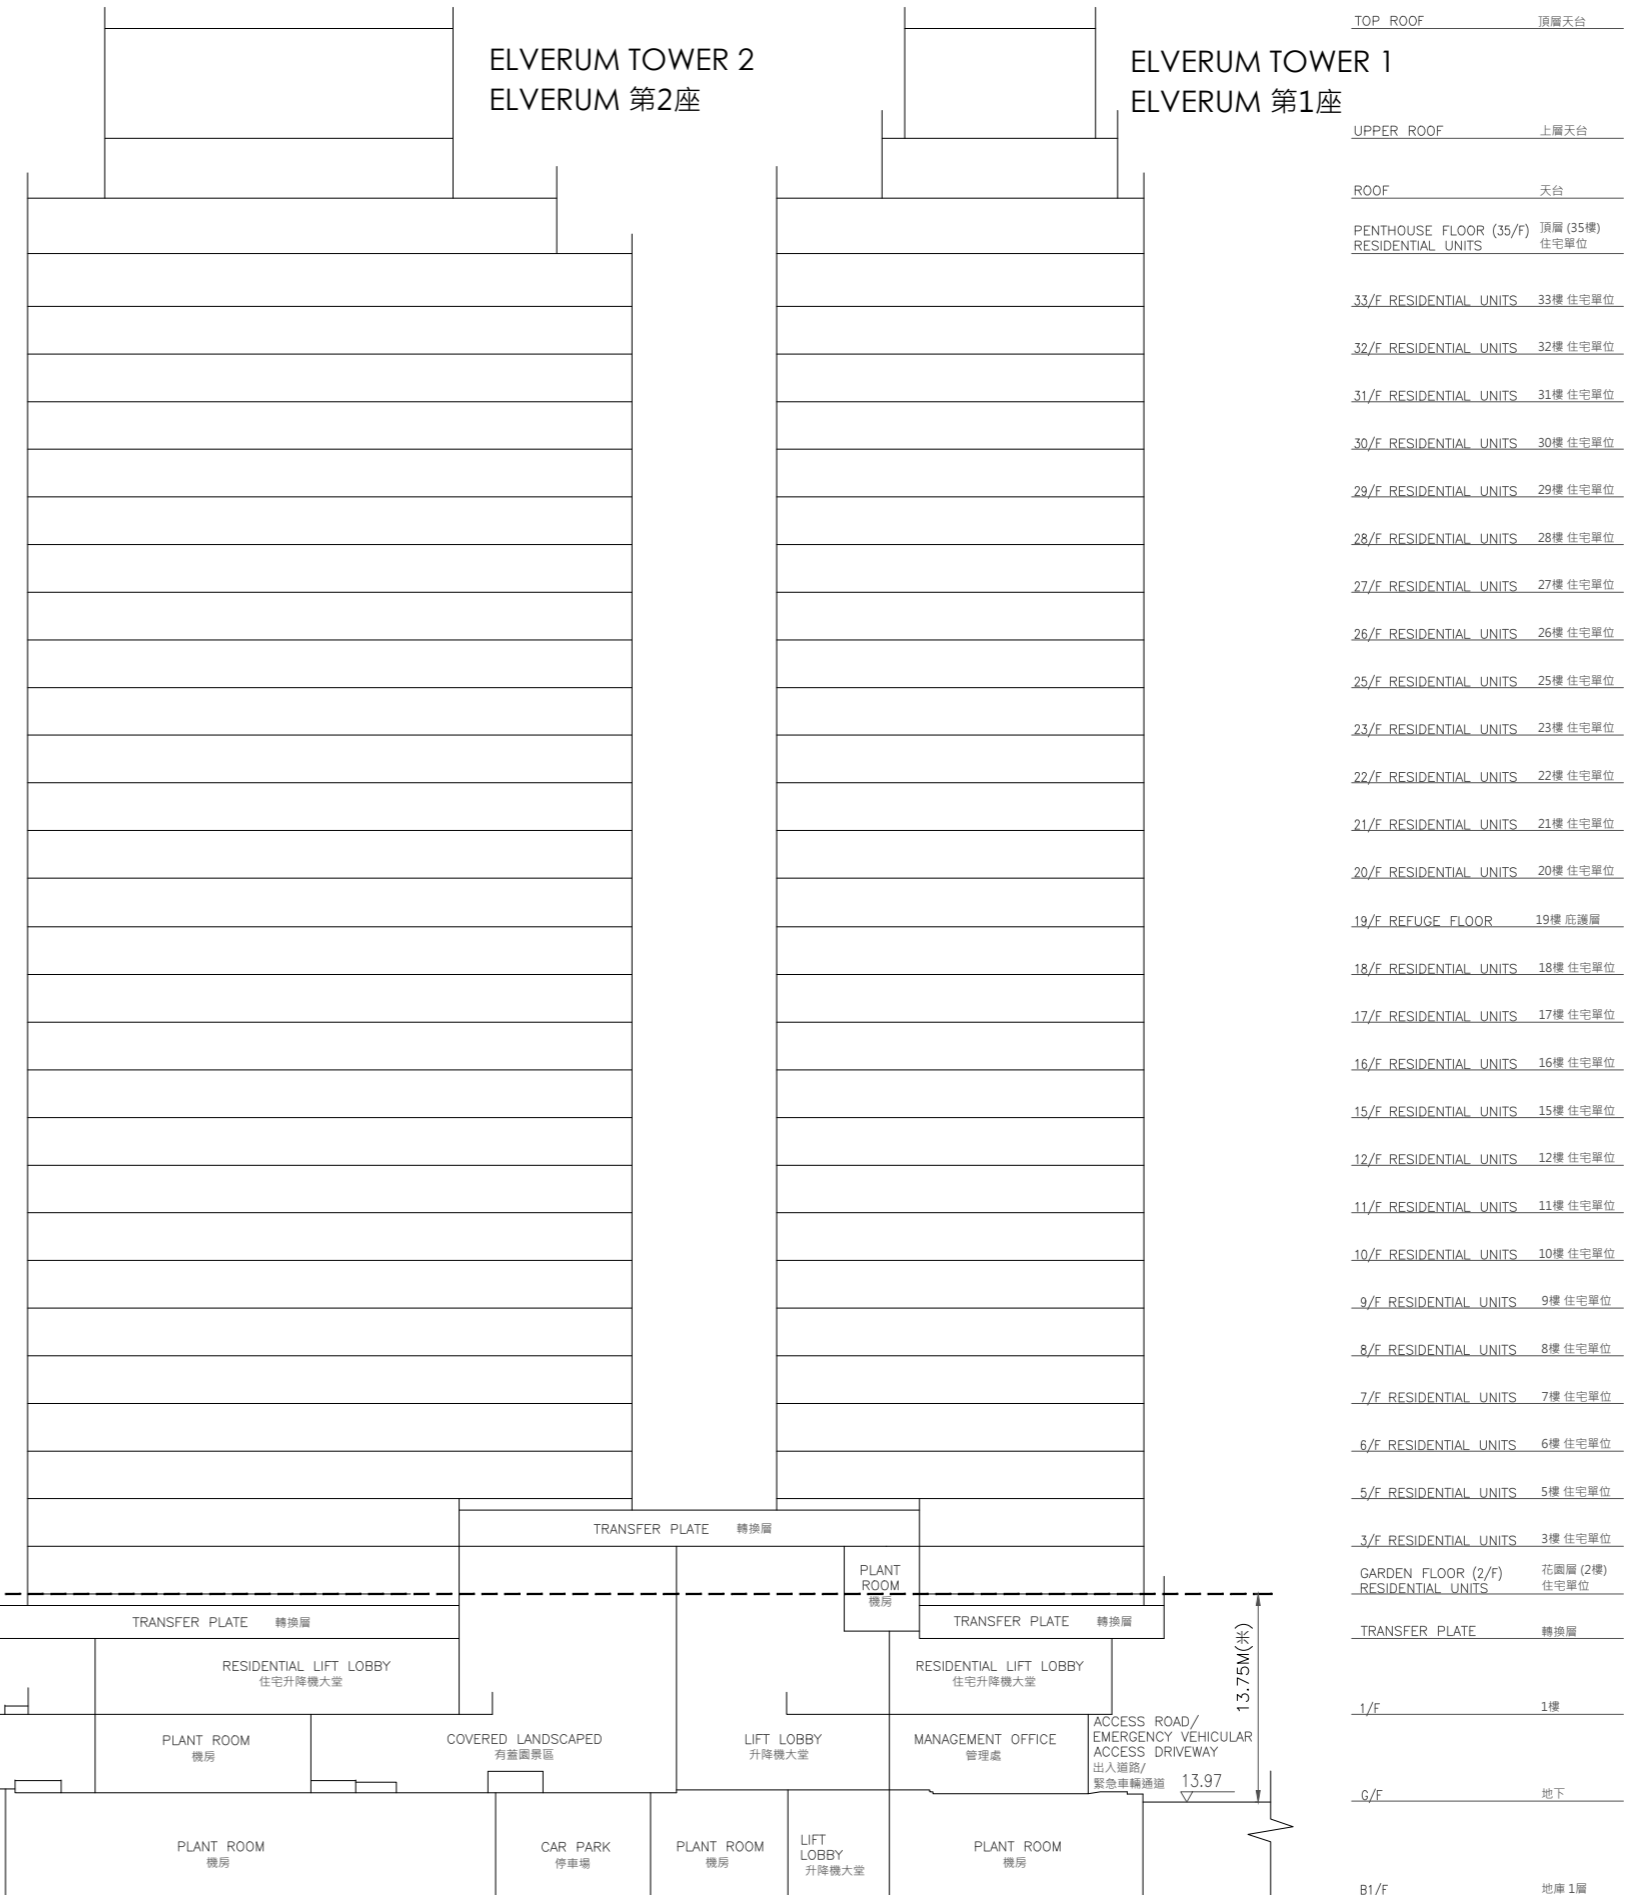 ELVERUM TOWER 2
ELVERUM 第2座
ELVERUM TOWER 1
ELVERUM 第1座
TOP ROOF 頂層天台
UPPER ROOF 上層天台
ROOF 天台
PENTHOUSE FLOOR (35/F) 頂層 (35樓)
RESIDENTIAL UNITS 住宅單位
33/F RESIDENTIAL UNITS 33樓 住宅單位
32/F RESIDENTIAL UNITS 32樓 住宅單位
31/F RESIDENTIAL UNITS 31樓 住宅單位
30/F RESIDENTIAL UNITS 30樓 住宅單位
29/F RESIDENTIAL UNITS 29樓 住宅單位
28/F RESIDENTIAL UNITS 28樓 住宅單位
27/F RESIDENTIAL UNITS 27樓 住宅單位
26/F RESIDENTIAL UNITS 26樓 住宅單位
25/F RESIDENTIAL UNITS 25樓 住宅單位
23/F RESIDENTIAL UNITS 23樓 住宅單位
22/F RESIDENTIAL UNITS 22樓 住宅單位
21/F RESIDENTIAL UNITS 21樓 住宅單位
20/F RESIDENTIAL UNITS 20樓 住宅單位
19/F REFUGE FLOOR 19樓 庇護層
18/F RESIDENTIAL UNITS 18樓 住宅單位
17/F RESIDENTIAL UNITS 17樓 住宅單位
16/F RESIDENTIAL UNITS 16樓 住宅單位
15/F RESIDENTIAL UNITS 15樓 住宅單位
12/F RESIDENTIAL UNITS 12樓 住宅單位
11/F RESIDENTIAL UNITS 11樓 住宅單位
10/F RESIDENTIAL UNITS 10樓 住宅單位
9/F RESIDENTIAL UNITS 9樓 住宅單位
8/F RESIDENTIAL UNITS 8樓 住宅單位
7/F RESIDENTIAL UNITS 7樓 住宅單位
6/F RESIDENTIAL UNITS 6樓 住宅單位
5/F RESIDENTIAL UNITS 5樓 住宅單位
3/F RESIDENTIAL UNITS 3樓 住宅單位
GARDEN FLOOR (2/F) 花園層 (2樓)
RESIDENTIAL UNITS 住宅單位
TRANSFER PLATE 轉換層
1/F 1樓
G/F 地下
B1/F 地庫 1層
TRANSFER PLATE 轉換層
PLANT
ROOM
機房
TRANSFER PLATE 轉換層
TRANSFER PLATE 轉換層
RESIDENTIAL LIFT LOBBY
住宅升降機大堂
RESIDENTIAL LIFT LOBBY
住宅升降機大堂
13.75M(米)
PLANT ROOM
機房
COVERED LANDSCAPED
有蓋園景區
LIFT LOBBY
升降機大堂
MANAGEMENT OFFICE
管理處
ACCESS ROAD/
EMERGENCY VEHICULAR
ACCESS DRIVEWAY
出入道路/
緊急車輛通道 13.97
PLANT ROOM
機房
CAR PARK
停車場
PLANT ROOM
機房
LIFT
LOBBY
升降機大堂
PLANT ROOM
機房